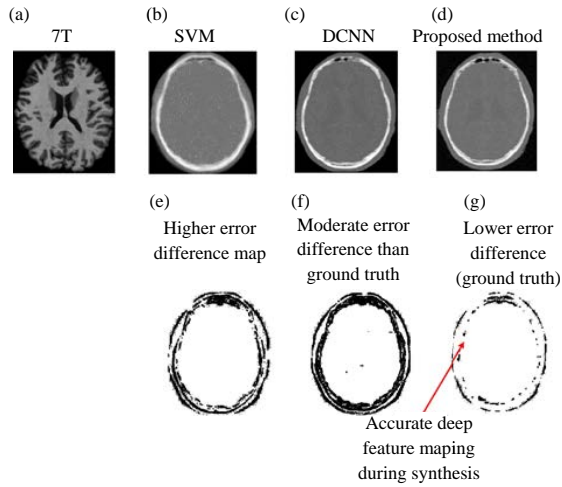 (a)
7T
(b)
SVM
(c)
DCNN
(d)
Proposed method
(e)
Higher error
difference map
(f)
Moderate error
difference than
ground truth
(g)
Lower error
difference
(ground truth)
Accurate deep
feature maping
during synthesis